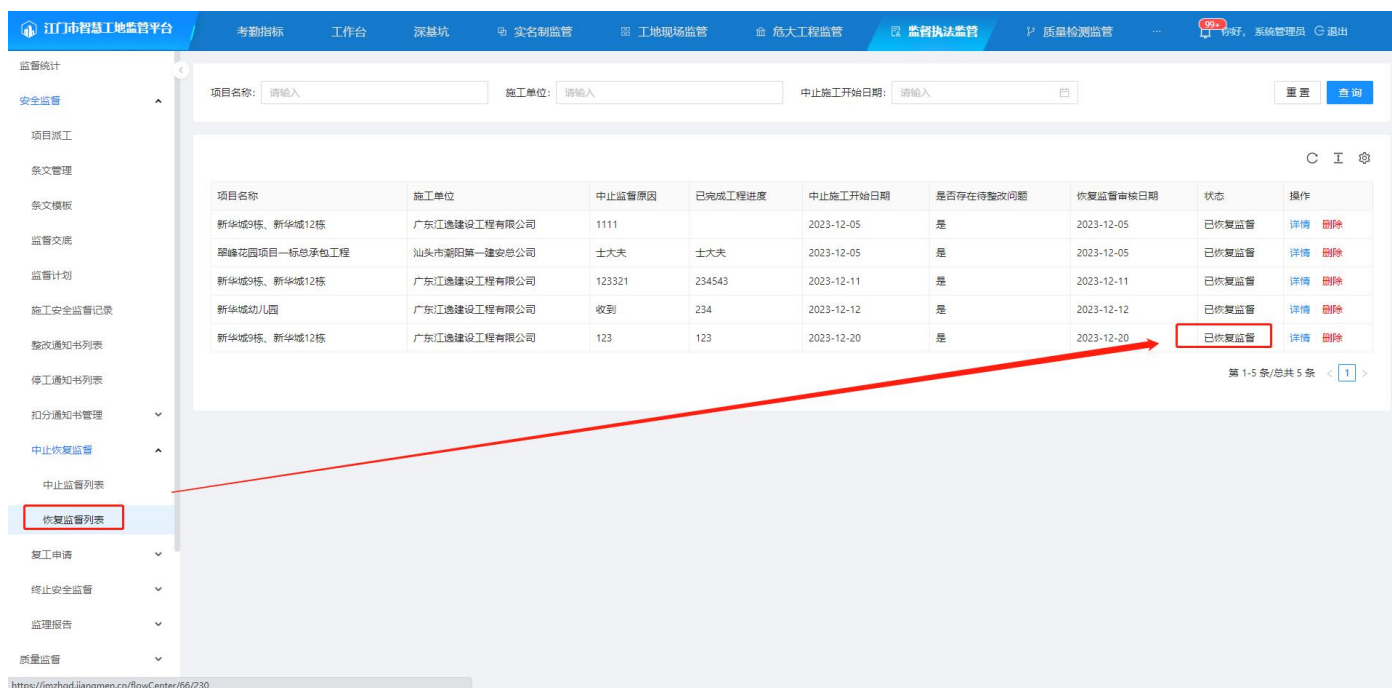 江门市智慧工地监管平台 考勤指标 工作台 深基坑 实名制监管 工地现场监管 危大工程监管 监督执法监管 质量检测监管 ... 99+ 你好，系统管理员 退出
监督统计
安全监督
项目派工
条文管理
条文模板
监督交底
监督计划
施工安全监督记录
整改通知书列表
停工通知书列表
扣分通知书管理
中止恢复监督
中止监督列表
恢复监督列表
复工申请
终止安全监督
监理报告
质量监督
项目名称: 请输入 施工单位: 请输入 中止施工开始日期: 请输入 重置 查询
项目名称 施工单位 中止监督原因 已完成工程进度 中止施工开始日期 是否存在待整改问题 恢复监督审核日期 状态 操作
新华城9栋、新华城12栋 广东江逸建设工程有限公司 1111 2023-12-05 是 2023-12-05 已恢复监督 详情 删除
翠峰花园项目一标总承包工程 汕头市潮阳第一建安总公司 士大夫 士大夫 2023-12-05 是 2023-12-05 已恢复监督 详情 删除
新华城9栋、新华城12栋 广东江逸建设工程有限公司 123321 234543 2023-12-11 是 2023-12-11 已恢复监督 详情 删除
新华城幼儿园 广东江逸建设工程有限公司 收到 234 2023-12-12 是 2023-12-12 已恢复监督 详情 删除
新华城9栋、新华城12栋 广东江逸建设工程有限公司 123 123 2023-12-20 是 2023-12-20 已恢复监督 详情 删除
第 1-5 条/总共 5 条 < 1 >
https://jmzhgd.jiangmen.cn/flowCenter/66/230